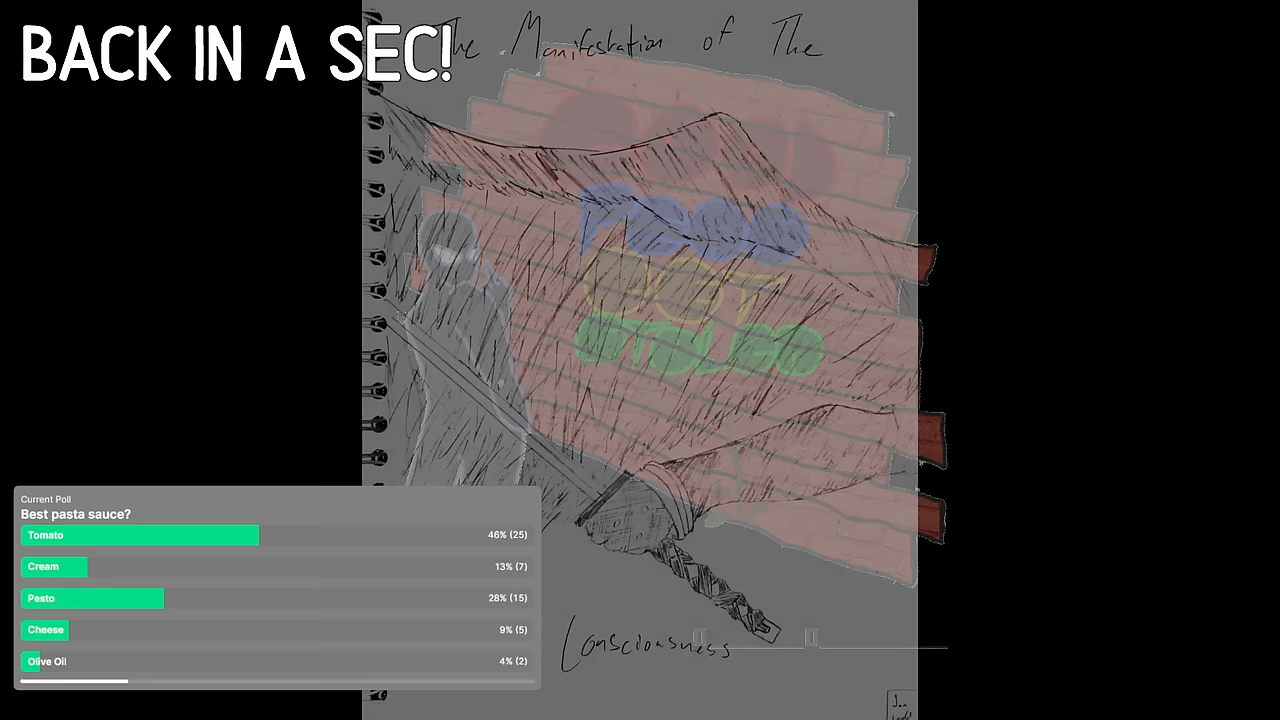 BACK IN A SEC!
The Manifestation of The
Current Poll
Best pasta sauce?
Tomato 46% (25)
Cream 13% (7)
Pesto 28% (15)
Cheese 9% (5)
Olive Oil 4% (2)
Consciousness